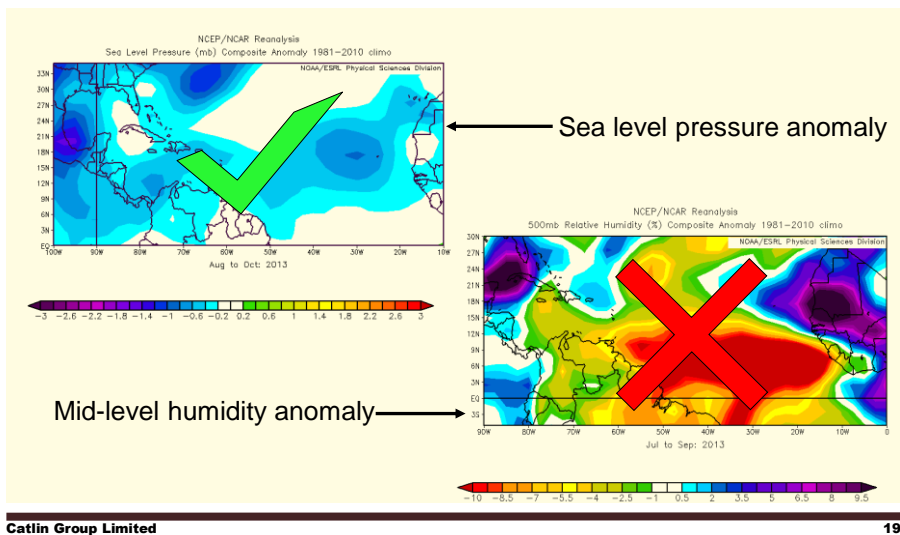 NCEP/NCAR Reanalysis
Sea Level Pressure (mb) Composite Anomaly 1981-2010 climo
NOAA/ESRL Physical Sciences Division
33N
30N
27N
24N
21N
18N
15N
12N
9N
6N
3N
EQ
100W 90W 80W 70W 60W 50W 40W 30W 20W 10W
Aug to Oct: 2013
-3 -2.6 -2.2 -1.8 -1.4 -1 -0.6 -0.2 0.2 0.6 1 1.4 1.8 2.2 2.6 3
Sea level pressure anomaly
NCEP/NCAR Reanalysis
500mb Relative Humidity (%) Composite Anomaly 1981-2010 climo
NOAA/ESRL Physical Sciences Division
30N
27N
24N
21N
18N
15N
12N
9N
6N
3N
EQ
3S
90W 80W 70W 60W 50W 40W 30W 20W 10W 0
Jul to Sep: 2013
-10 -8.5 -7 -5.5 -4 -2.5 -1 0.5 2 3.5 5 6.5 8 9.5
Mid-level humidity anomaly
Catlin Group Limited 19